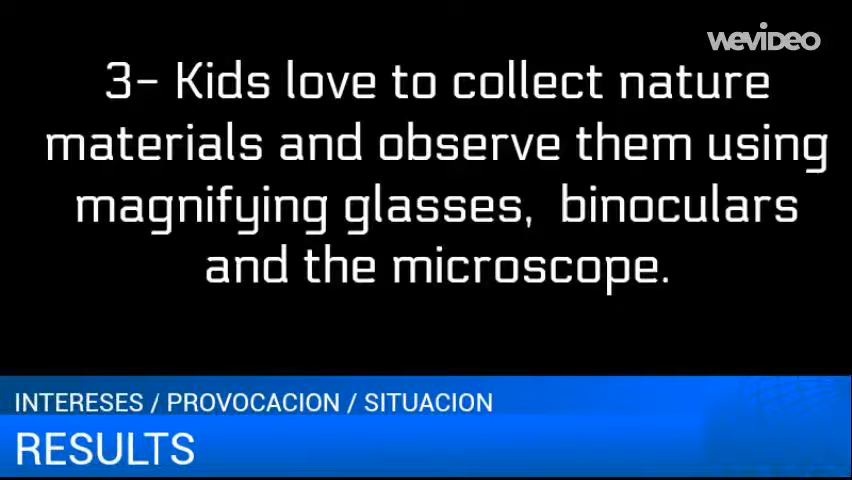 WeVideo
3- Kids love to collect nature
materials and observe them using
magnifying glasses, binoculars
and the microscope.
INTERESES / PROVOCACION / SITUACION
RESULTS